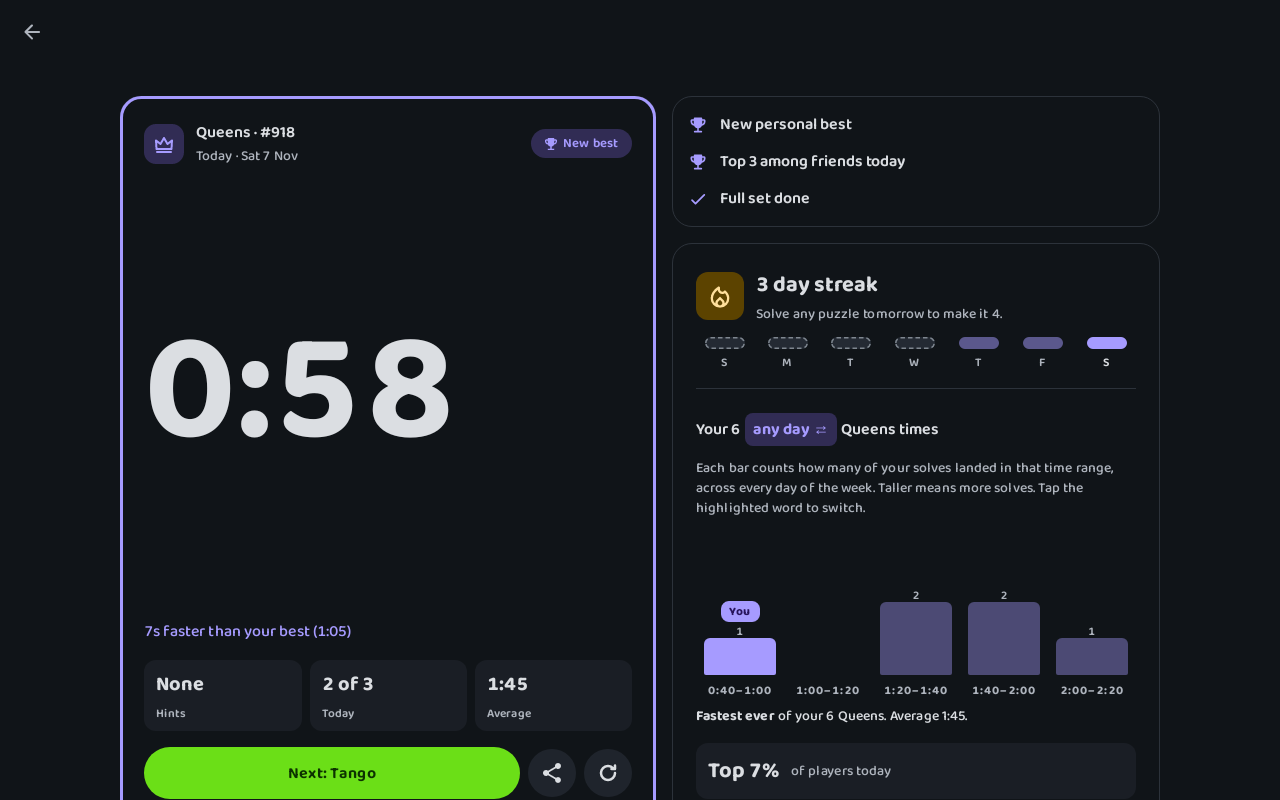 Queens · #918
Today · Sat 7 Nov
New best
0:58
7s faster than your best (1:05)
None
Hints
2 of 3
Today
1:45
Average
Next: Tango
New personal best
Top 3 among friends today
Full set done
3 day streak
Solve any puzzle tomorrow to make it 4.
S M T W T F S
Your 6 any day Queens times
Each bar counts how many of your solves landed in that time range,
across every day of the week. Taller means more solves. Tap the
highlighted word to switch.
You
1 2 2 1
0:40–1:00 1:00–1:20 1:20–1:40 1:40–2:00 2:00–2:20
Fastest ever of your 6 Queens. Average 1:45.
Top 7% of players today